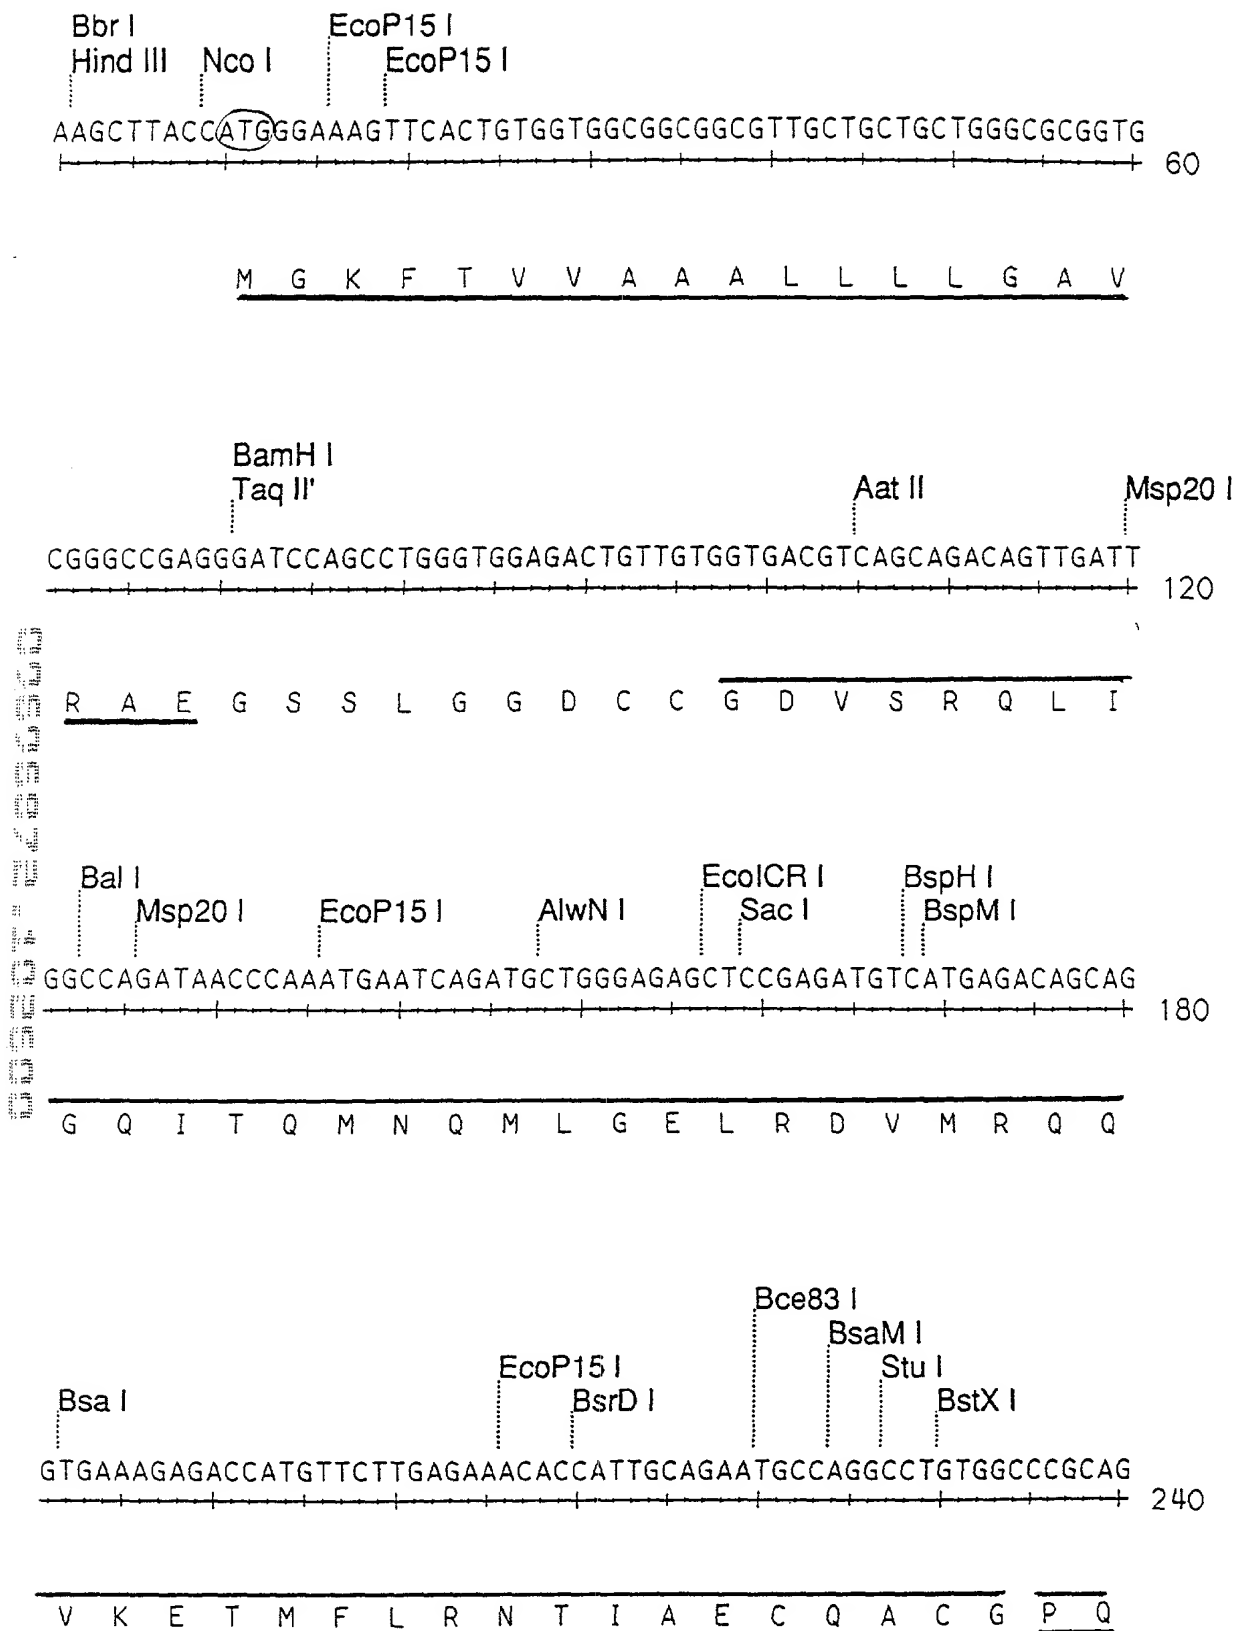 Bbr I EcoP15 I
Hind III Nco I EcoP15 I
AAGCTTACCATGGGAAAGTTCACTGTGGTGGCGGCGGCGTTGCTGCTGCTGGGCGCGGTG
60
M G K F T V V A A A L L L L G A V
BamH I
Taq II' Aat II Msp20 I
CGGGCCGAGGGATCCAGCCTGGGTGGAGACTGTTGTGGTGACGTCAGCAGACAGTTGATT
120
R A E G S S L G G D C C G D V S R Q L I
Bal I EcoICR I BspH I
Msp20 I EcoP15 I AlwN I Sac I BspM I
GGCCAGATAACCCAAATGAATCAGATGCTGGGAGAGCTCCGAGATGTCATGAGACAGCAG
180
G Q I T Q M N Q M L G E L R D V M R Q Q
Bce83 I
BsaM I
EcoP15 I Stu I
Bsa I BsrD I BstX I
GTGAAAGAGACCATGTTCTTGAGAAACACCATTGCAGAATGCCAGGCCTGTGGCCCGCAG
240
V K E T M F L R N T I A E C Q A C G P Q